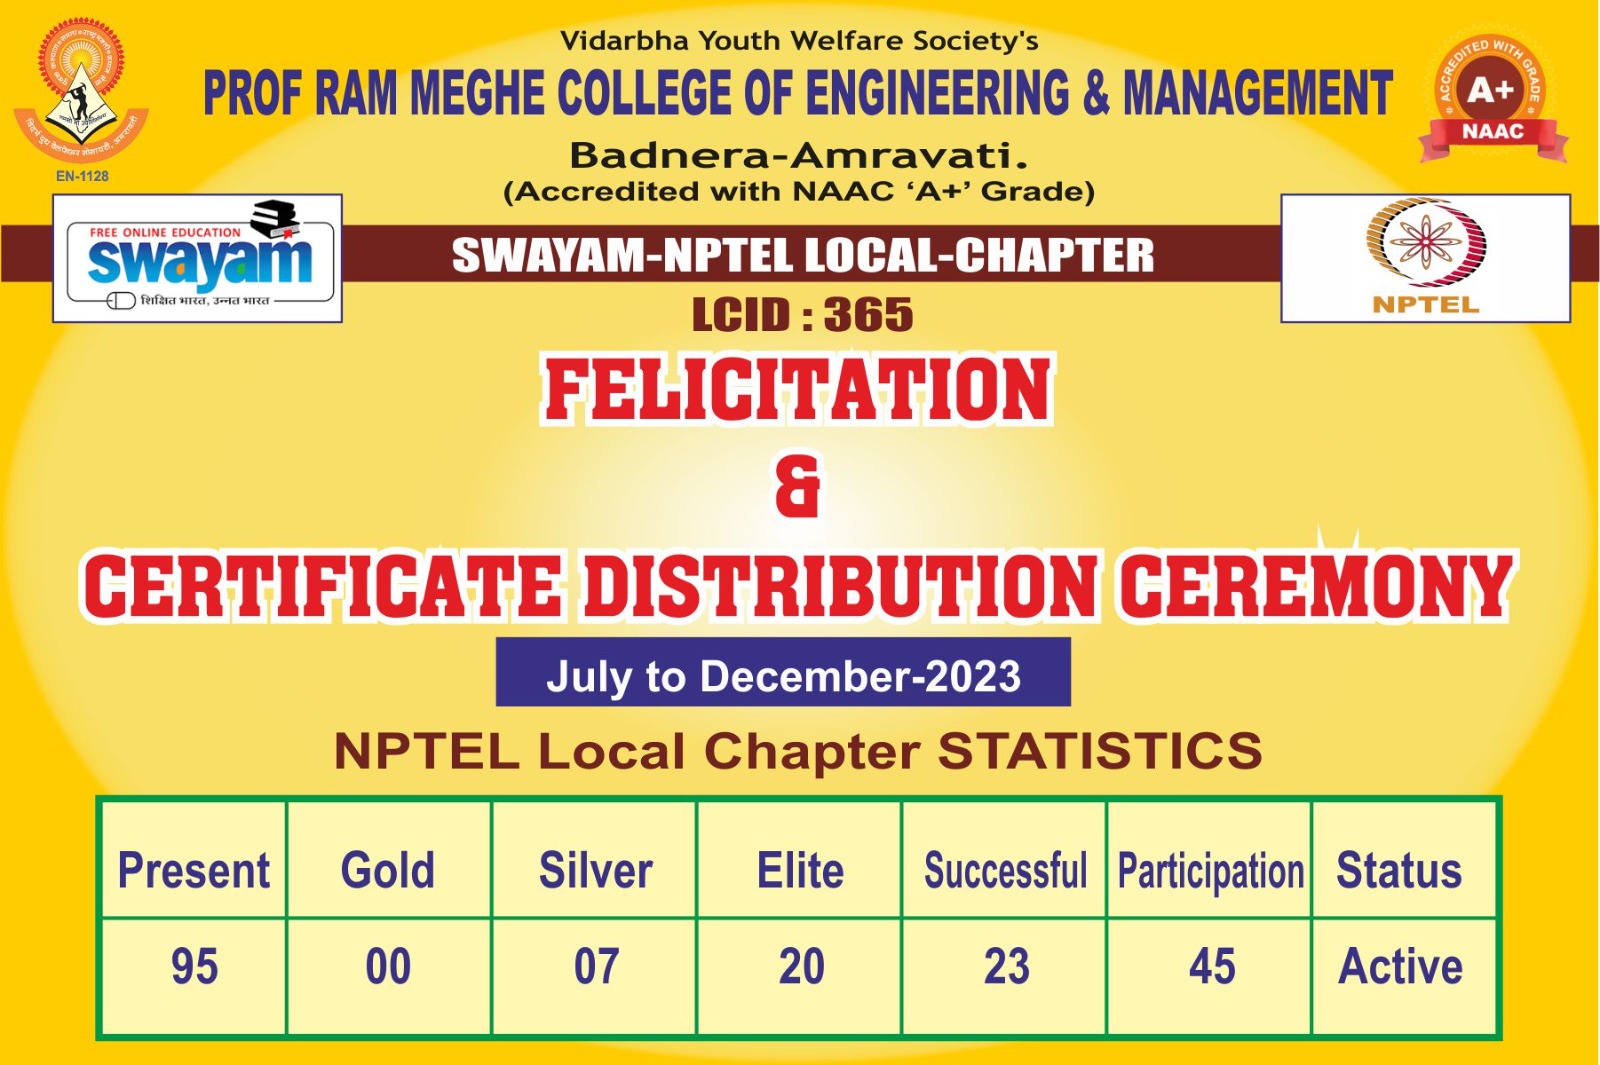 Vidarbha Youth Welfare Society's
PROF RAM MEGHE COLLEGE OF ENGINEERING & MANAGEMENT
Badnera-Amravati.
(Accredited with NAAC ‘A+’ Grade)
EN-1128
ACCREDITED WITH GRADE
A+
NAAC
FREE ONLINE EDUCATION
swayam
शिक्षित भारत, उन्नत भारत
SWAYAM-NPTEL LOCAL-CHAPTER
NPTEL
LCID : 365
FELICITATION
&
CERTIFICATE DISTRIBUTION CEREMONY
July to December-2023
NPTEL Local Chapter STATISTICS
Present Gold Silver Elite Successful Participation Status
95 00 07 20 23 45 Active